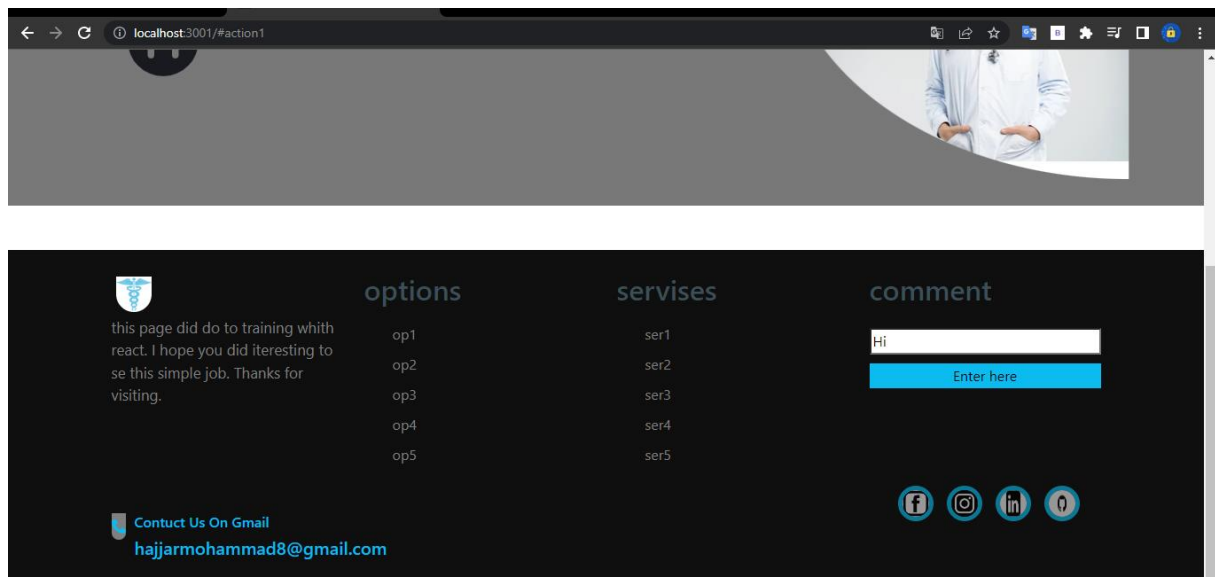 localhost:3001/#action1
this page did do to training whith
react. I hope you did iteresting to
se this simple job. Thanks for
visiting.
options
op1
op2
op3
op4
op5
servises
ser1
ser2
ser3
ser4
ser5
comment
Hi
Enter here
Contuct Us On Gmail
hajjarmohammad8@gmail.com